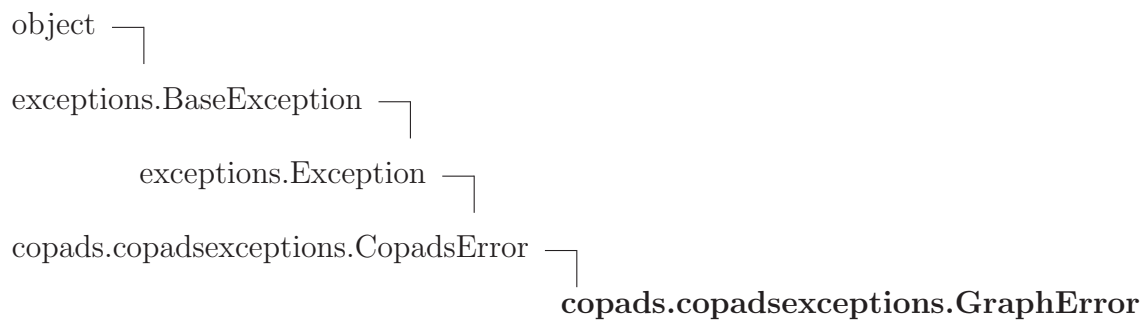 object
exceptions.BaseException
exceptions.Exception
copads.copadsexceptions.CopadsError
copads.copadsexceptions.GraphError